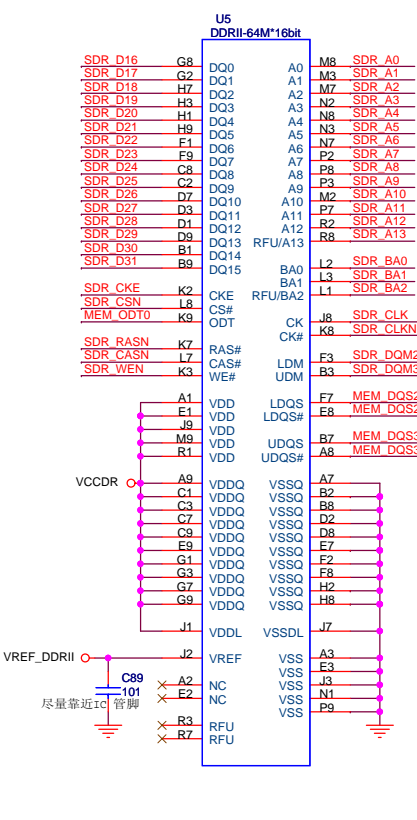 U5
DDRII-64M*16bit
SDR_D16 G8 DQ0 A0 M8 SDR_A0
SDR_D17 G2 DQ1 A1 M3 SDR_A1
SDR_D18 H7 DQ2 A2 M7 SDR_A2
SDR_D19 H3 DQ3 A3 N2 SDR_A3
SDR_D20 H1 DQ4 A4 N8 SDR_A4
SDR_D21 H9 DQ5 A5 N3 SDR_A5
SDR_D22 F1 DQ6 A6 N7 SDR_A6
SDR_D23 F9 DQ7 A7 P2 SDR_A7
SDR_D24 C8 DQ8 A8 P8 SDR_A8
SDR_D25 C2 DQ9 A9 P3 SDR_A9
SDR_D26 D7 DQ10 A10 M2 SDR_A10
SDR_D27 D3 DQ11 A11 P7 SDR_A11
SDR_D28 D1 DQ12 A12 R2 SDR_A12
SDR_D29 D9 DQ13 RFU/A13 R8 SDR_A13
SDR_D30 B1 DQ14
SDR_D31 B9 DQ15 BA0 L2 SDR_BA0
BA1 L3 SDR_BA1
SDR_CKE K2 CKE RFU/BA2 L1 SDR_BA2
SDR_CSN L8 CS#
MEM_ODT0 K9 ODT CK J8 SDR_CLK
CK# K8 SDR_CLKN
SDR_RASN K7 RAS#
SDR_CASN L7 CAS# LDM F3 SDR_DQM2
SDR_WEN K3 WE# UDM B3 SDR_DQM3
A1 VDD LDQS F7 MEM_DQS2
E1 VDD LDQS# E8 MEM_DQS2
J9 VDD
M9 VDD UDQS B7 MEM_DQS3
R1 VDD UDQS# A8 MEM_DQS3
VCCDR A9 VDDQ VSSQ A7
C1 VDDQ VSSQ B2
C3 VDDQ VSSQ B8
C7 VDDQ VSSQ D2
C9 VDDQ VSSQ D8
E9 VDDQ VSSQ E7
G1 VDDQ VSSQ F2
G3 VDDQ VSSQ F8
G7 VDDQ VSSQ H2
G9 VDDQ VSSQ H8
J1 VDDL VSSDL J7
VREF_DDRII J2 VREF VSS A3
VSS E3
C89 A2 NC VSS J3
101 E2 NC VSS N1
尽量靠近IC 管脚 VSS P9
R3 RFU
R7 RFU